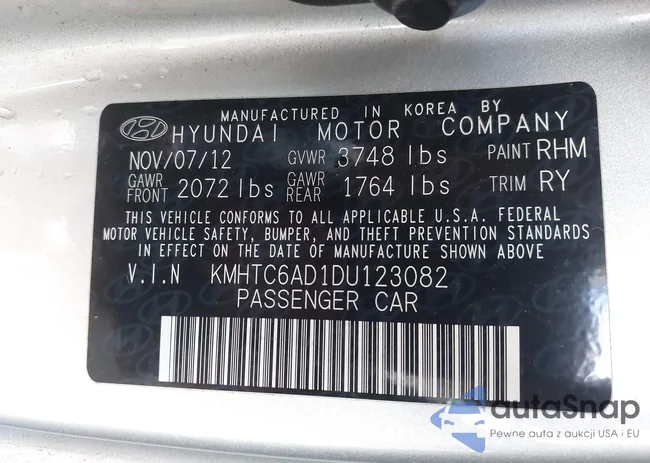 MANUFACTURED IN KOREA BY
HYUNDAI MOTOR COMPANY
NOV/07/12 GVWR 3748 lbs PAINT RHM
GAWR FRONT 2072 lbs GAWR REAR 1764 lbs TRIM RY
THIS VEHICLE CONFORMS TO ALL APPLICABLE U.S.A. FEDERAL
MOTOR VEHICLE SAFETY, BUMPER, AND THEFT PREVENTION STANDARDS
IN EFFECT ON THE DATE OF MANUFACTURE SHOWN ABOVE
V.I.N KMHTC6AD1DU123082
PASSENGER CAR
autaSnap
Pewne auta z aukcji USA i EU